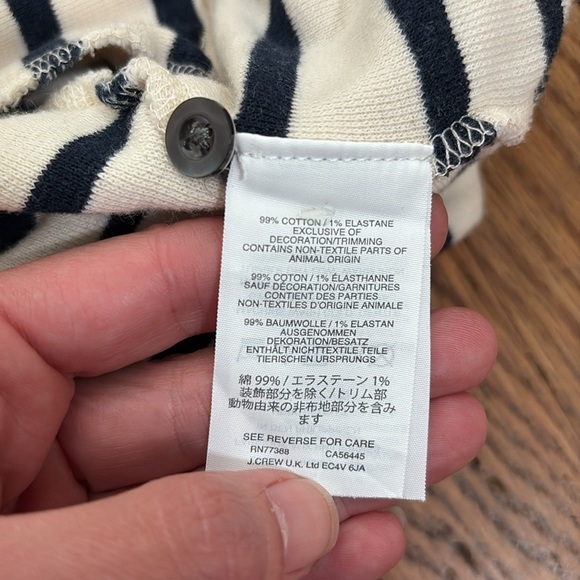 99% COTTON / 1% ELASTANE
EXCLUSIVE OF
DECORATION/TRIMMING
CONTAINS NON-TEXTILE PARTS OF
ANIMAL ORIGIN
99% COTON / 1% ÉLASTHANNE
SAUF DÉCORATION/GARNITURES
CONTIENT DES PARTIES
NON-TEXTILES D'ORIGINE ANIMALE
99% BAUMWOLLE / 1% ELASTAN
AUSGENOMMEN
DEKORATION/BESATZ
ENTHÄLT NICHTTEXTILE TEILE
TIERISCHEN URSPRUNGS
綿 99% / エラステーン 1%
装飾部分を除く/トリム部
動物由来の非布地部分を含み
ます
SEE REVERSE FOR CARE
RN77388 CA56445
J.CREW U.K. Ltd EC4V 6JA